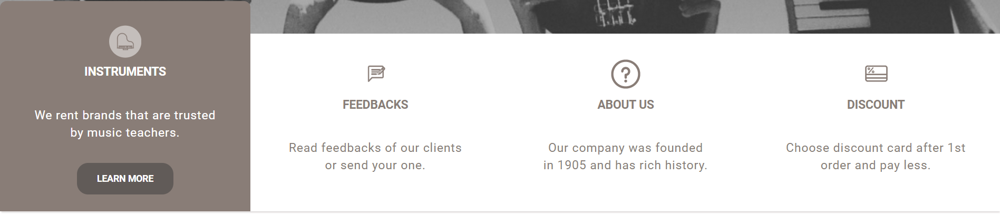 INSTRUMENTS
We rent brands that are trusted
by music teachers.
LEARN MORE
FEEDBACKS
Read feedbacks of our clients
or send your one.
ABOUT US
Our company was founded
in 1905 and has rich history.
%
DISCOUNT
Choose discount card after 1st
order and pay less.